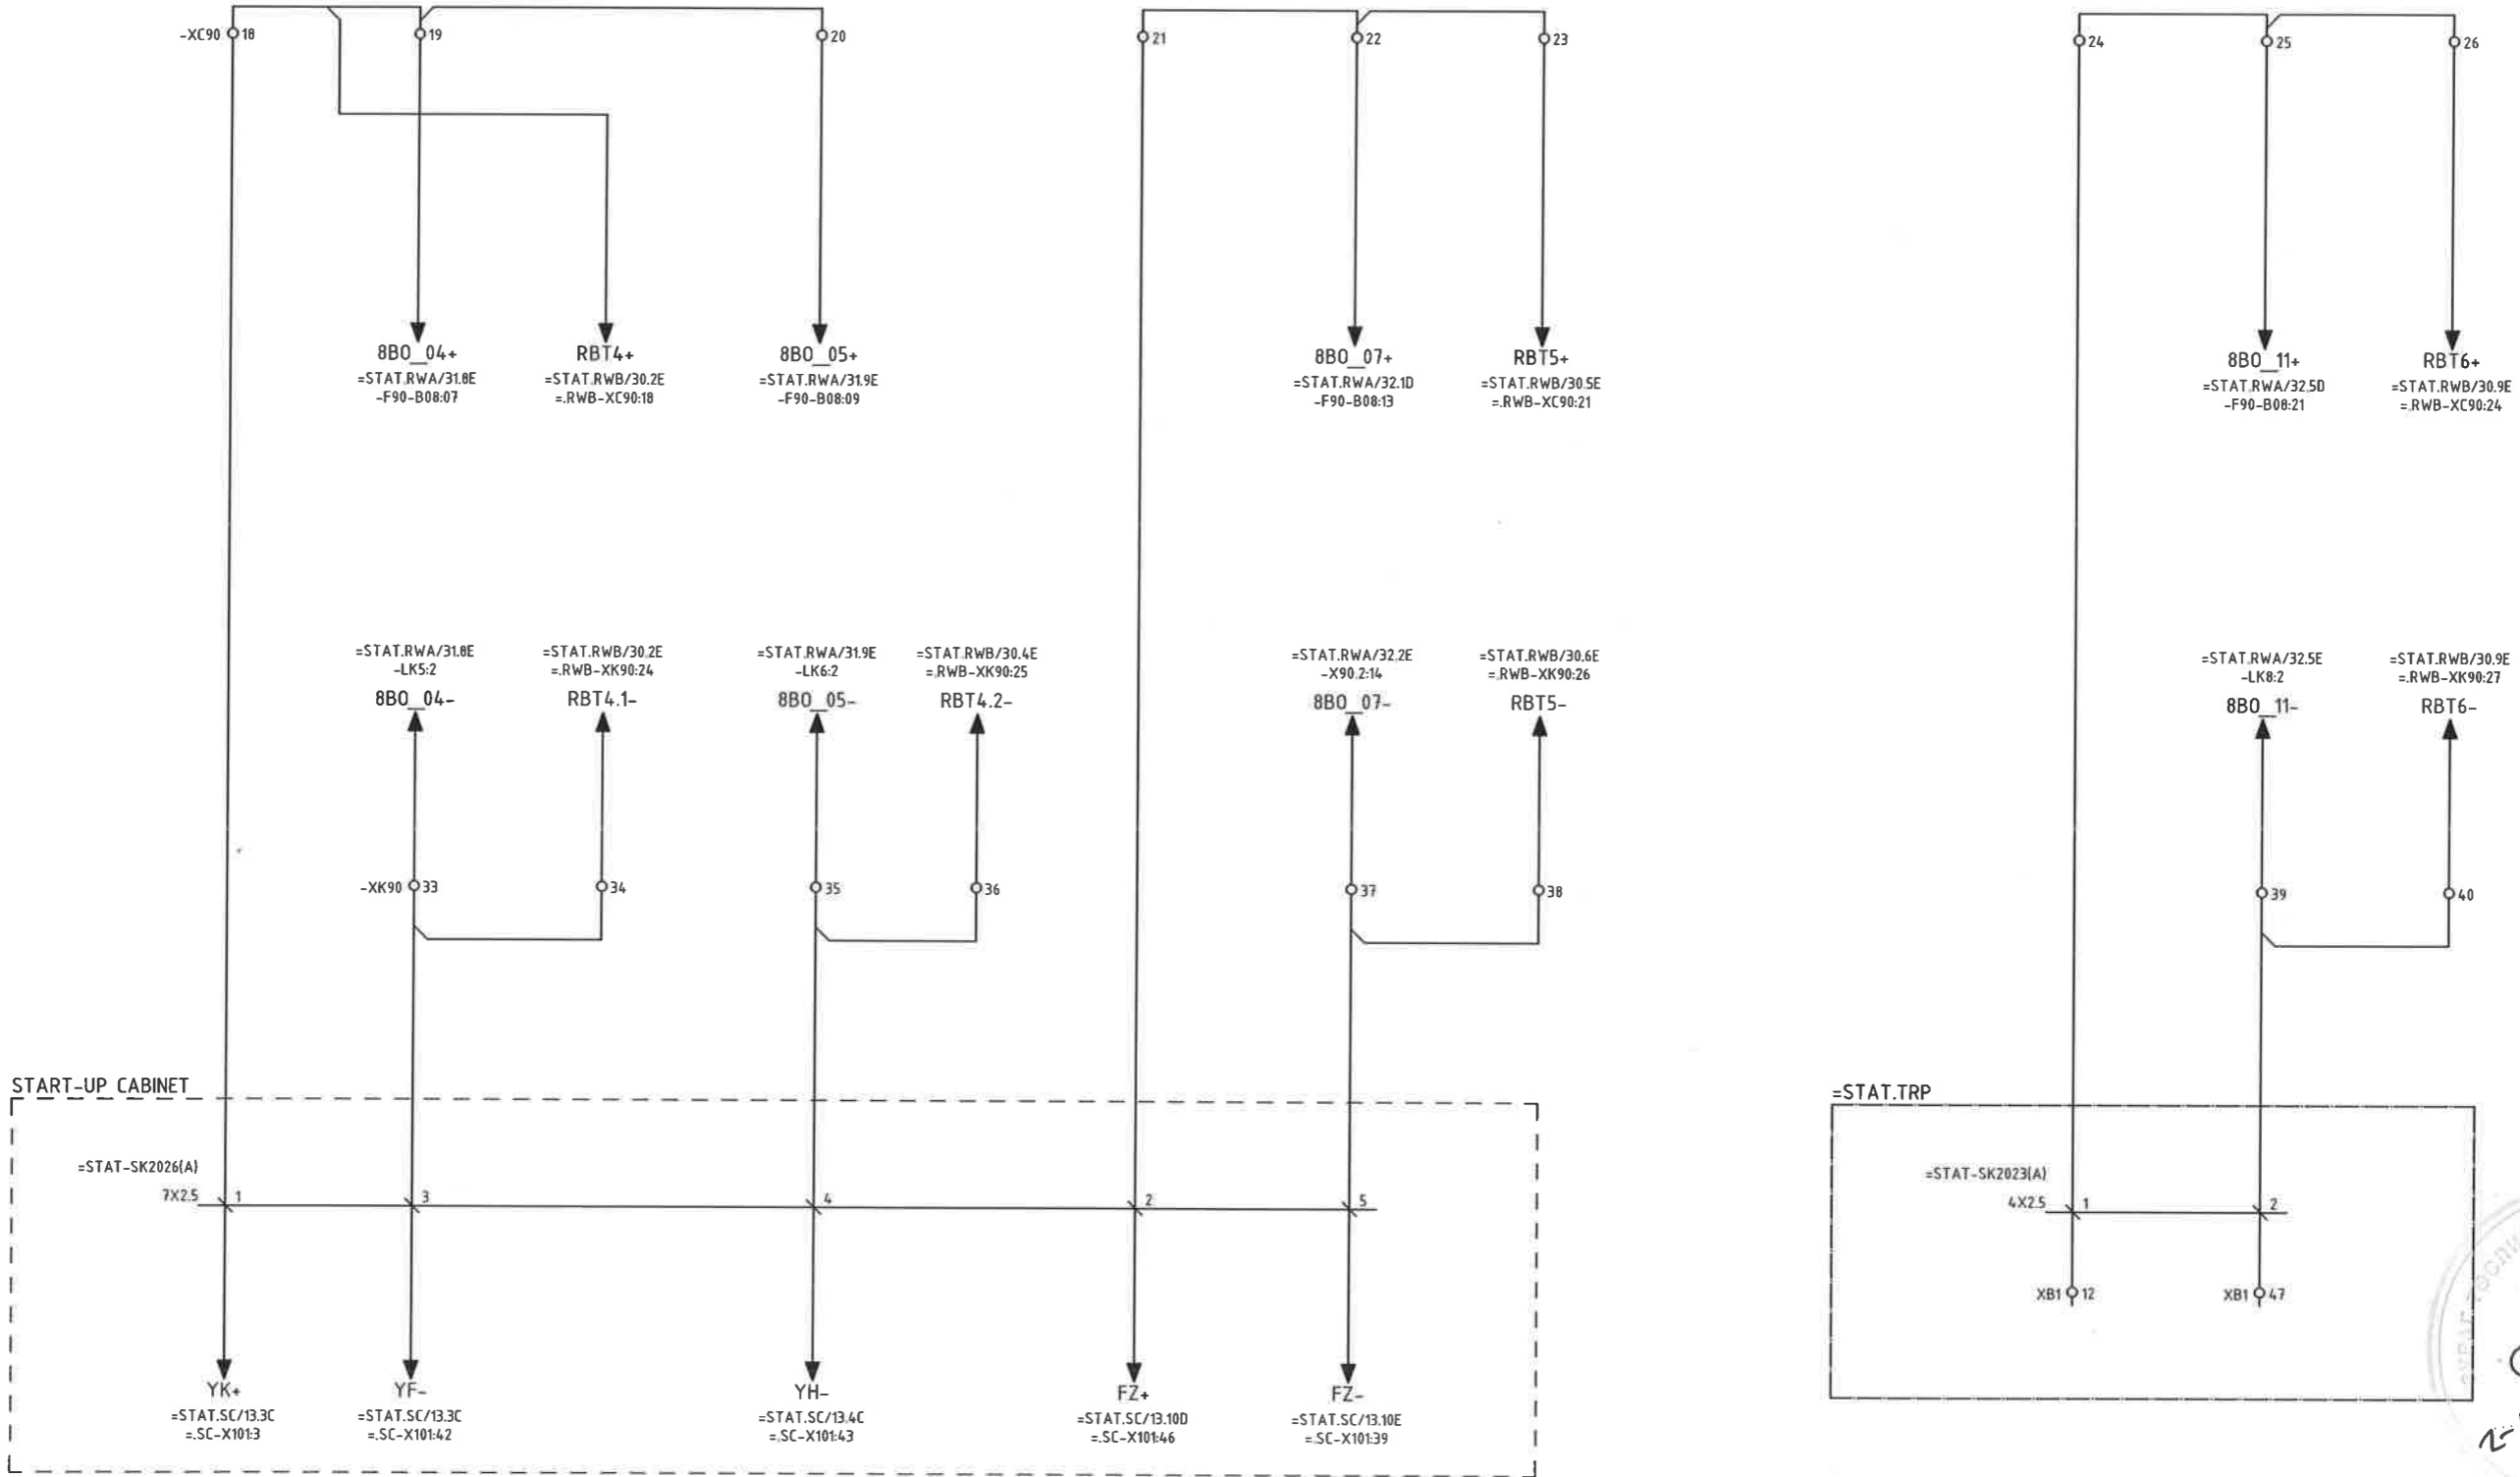 -XC90 18 19 20 21 22 23 24 25 26
8BO_04+ RBT4+ 8BO_05+ 8BO_07+ RBT5+ 8BO_11+ RBT6+
=STAT.RWA/31.8E =STAT.RWB/30.2E =STAT.RWA/31.9E =STAT.RWA/32.1D =STAT.RWB/30.5E =STAT.RWA/32.5D =STAT.RWB/30.9E
-F90-B08:07 =.RWB-XC90:18 -F90-B08:09 -F90-B08:13 =.RWB-XC90:21 -F90-B08:21 =.RWB-XC90:24
=STAT.RWA/31.8E =STAT.RWB/30.2E =STAT.RWA/31.9E =STAT.RWB/30.4E =STAT.RWA/32.2E =STAT.RWB/30.6E =STAT.RWA/32.5E =STAT.RWB/30.9E
-LK5:2 =.RWB-XK90:24 -LK6:2 =.RWB-XK90:25 -X90.2:14 =.RWB-XK90:26 -LK8:2 =.RWB-XK90:27
8BO_04- RBT4.1- 8BO_05- RBT4.2- 8BO_07- RBT5- 8BO_11- RBT6-
-XK90 33 34 35 36 37 38 39 40
START-UP CABINET =STAT.TRP
=STAT-SK2026(A) =STAT-SK2023(A)
7X2.5 1 3 4 2 5 4X2.5 1 2
XB1 12 XB1 47
YK+ YF- YH- FZ+ FZ-
=STAT.SC/13.3C =STAT.SC/13.3C =STAT.SC/13.4C =STAT.SC/13.10D =STAT.SC/13.10E
=.SC-X101:3 =.SC-X101:42 =.SC-X101:43 =.SC-X101:46 =.SC-X101:39